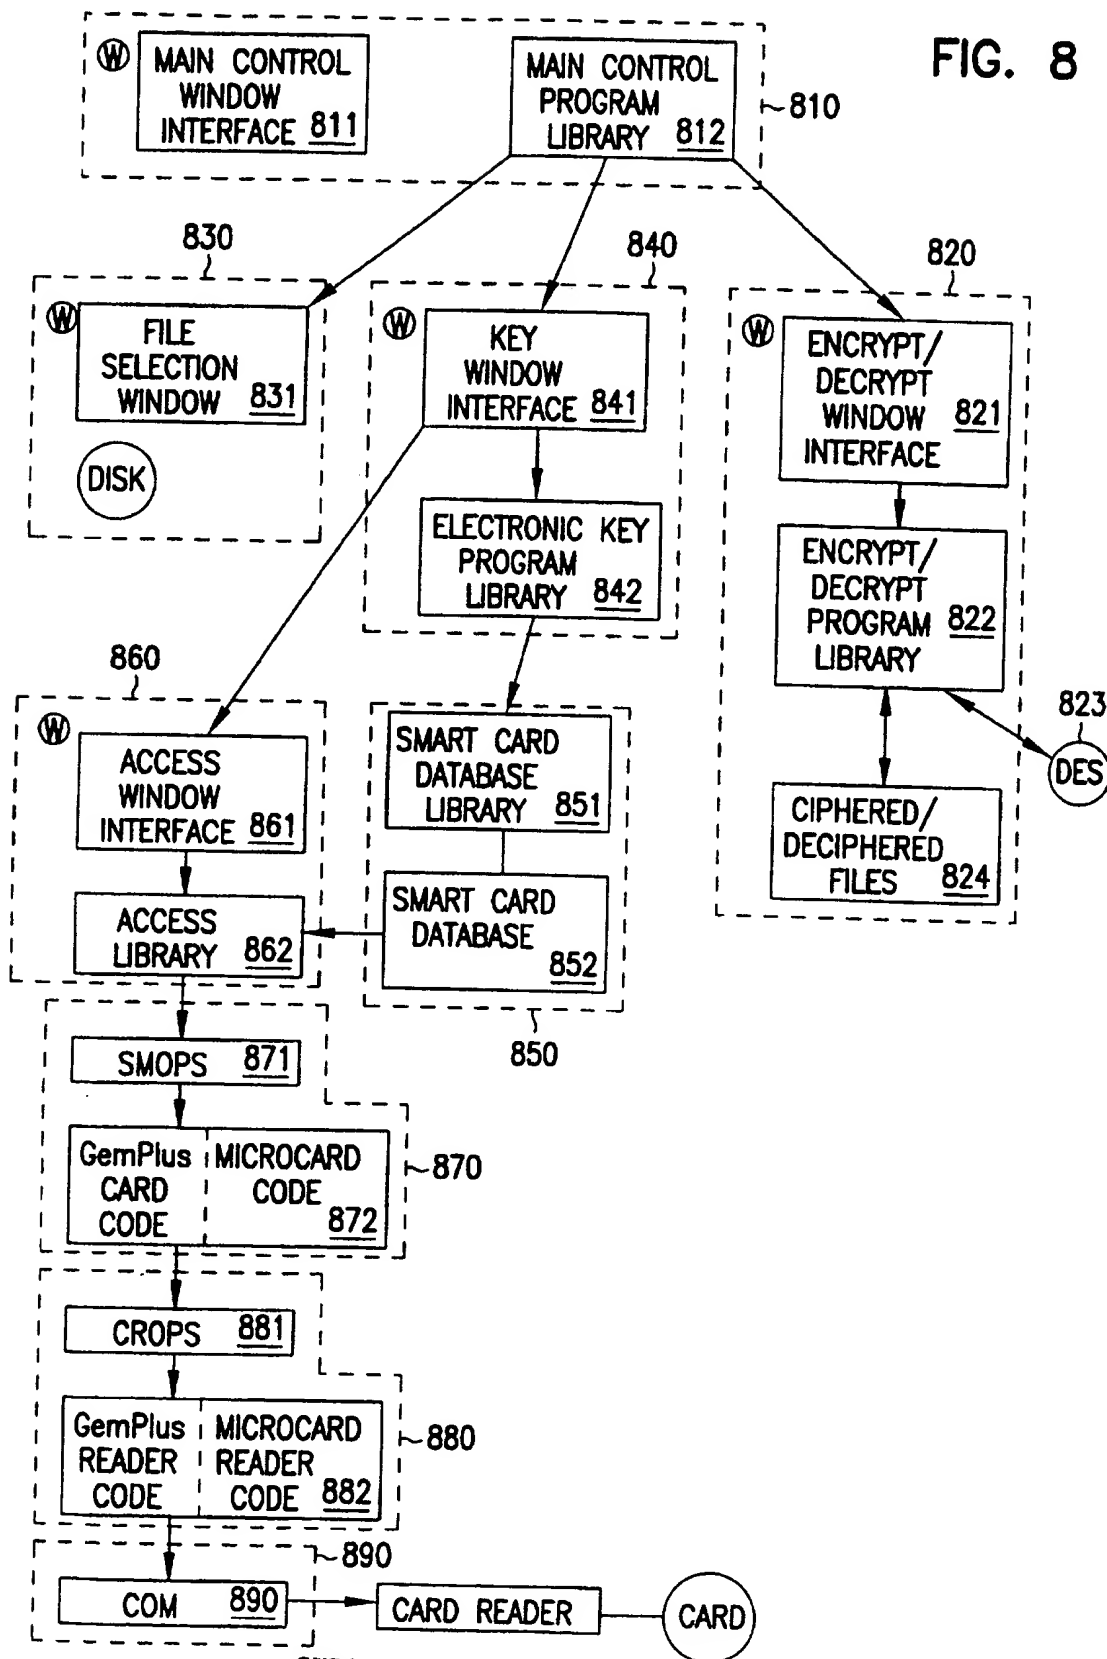 FIG. 8
W
MAIN CONTROL
WINDOW
INTERFACE 811
MAIN CONTROL
PROGRAM
LIBRARY 812
810
830
W
FILE
SELECTION
WINDOW 831
DISK
840
W
KEY
WINDOW
INTERFACE 841
ELECTRONIC KEY
PROGRAM
LIBRARY 842
820
W
ENCRYPT/
DECRYPT
WINDOW 821
INTERFACE
ENCRYPT/
DECRYPT
PROGRAM 822
LIBRARY
823
DES
CIPHERED/
DECIPHERED
FILES 824
860
W
ACCESS
WINDOW
INTERFACE 861
ACCESS
LIBRARY 862
SMART CARD
DATABASE
LIBRARY 851
SMART CARD
DATABASE
852
850
SMOPS 871
GemPlus
CARD
CODE
MICROCARD
CODE
872
870
CROPS 881
GemPlus
READER
CODE
MICROCARD
READER
CODE 882
880
890
COM 890
CARD READER
CARD